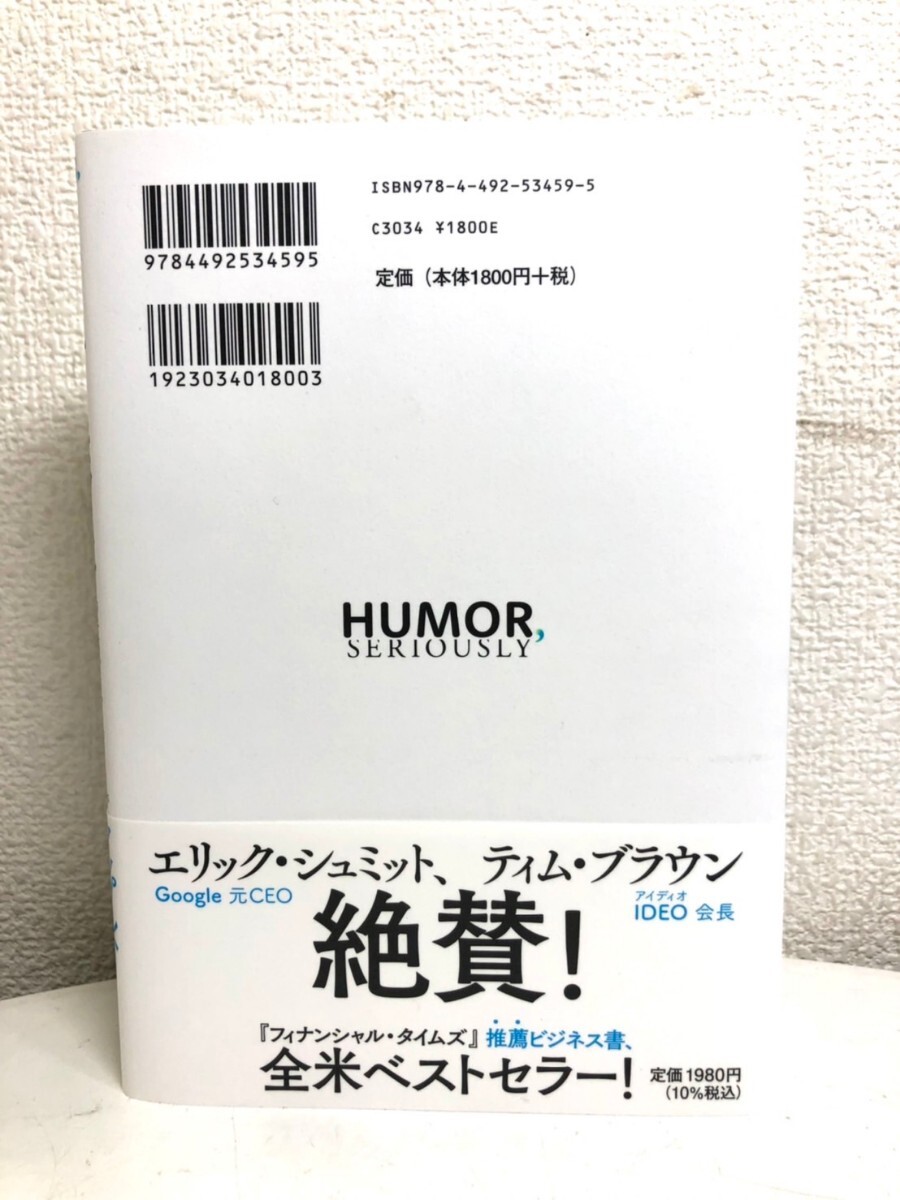 9784492534595
1923034018003
ISBN978-4-492-53459-5
C3034 ¥1800E
定価（本体1800円＋税）
HUMOR,
SERIOUSLY
エリック・シュミット、 ティム・ブラウン
Google 元CEO
アイディオ
IDEO 会長
絶賛！
『フィナンシャル・タイムズ』推薦ビジネス書、
全米ベストセラー！
定価1980円
（10%税込）